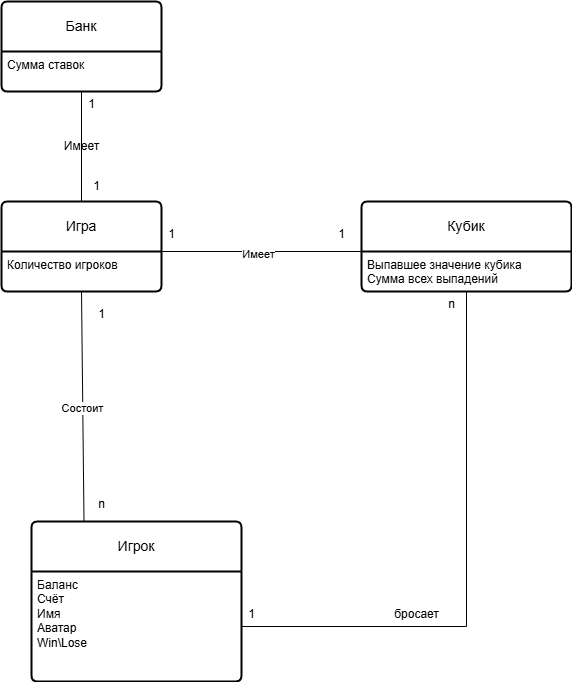 Банк
Сумма ставок
1
Имеет
1
Игра
Количество игроков
1
Имеет
1
Кубик
Выпавшее значение кубика
Сумма всех выпадений
1
n
Состоит
n
Игрок
Баланс
Счёт
Имя
Аватар
Win\Lose
1
бросает